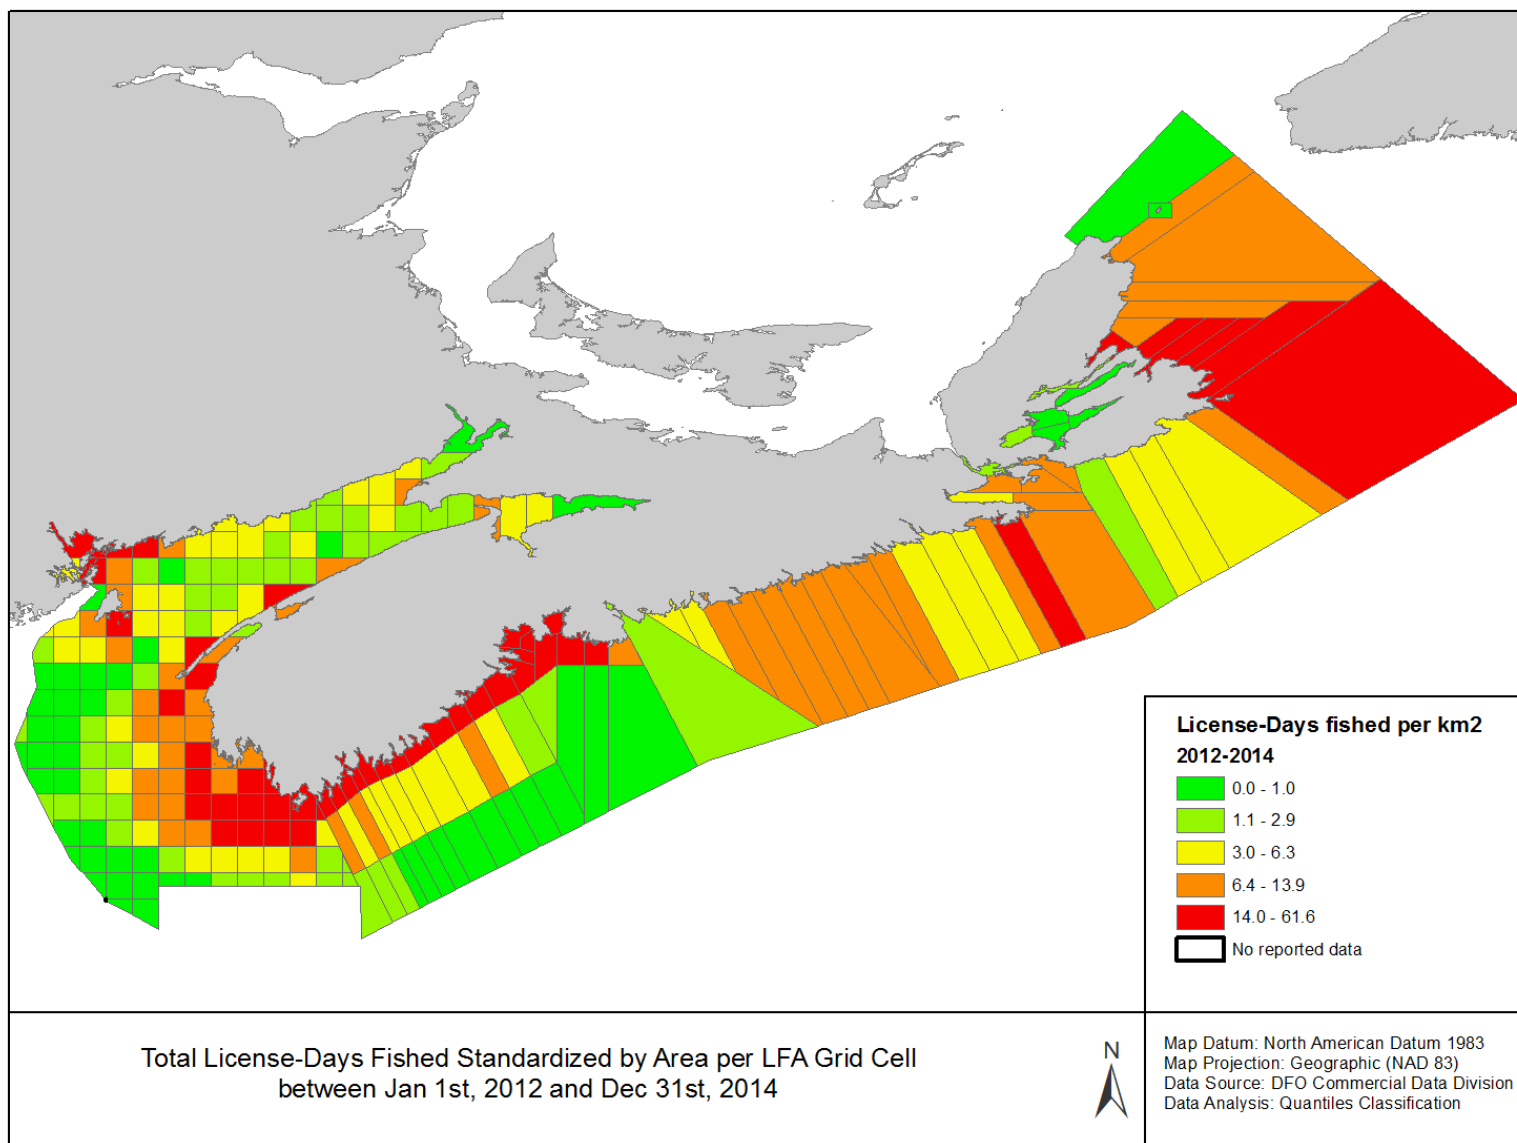 License-Days fished per km2
2012-2014
0.0 - 1.0
1.1 - 2.9
3.0 - 6.3
6.4 - 13.9
14.0 - 61.6
No reported data
Total License-Days Fished Standardized by Area per LFA Grid Cell
between Jan 1st, 2012 and Dec 31st, 2014
N
Map Datum: North American Datum 1983
Map Projection: Geographic (NAD 83)
Data Source: DFO Commercial Data Division
Data Analysis: Quantiles Classification